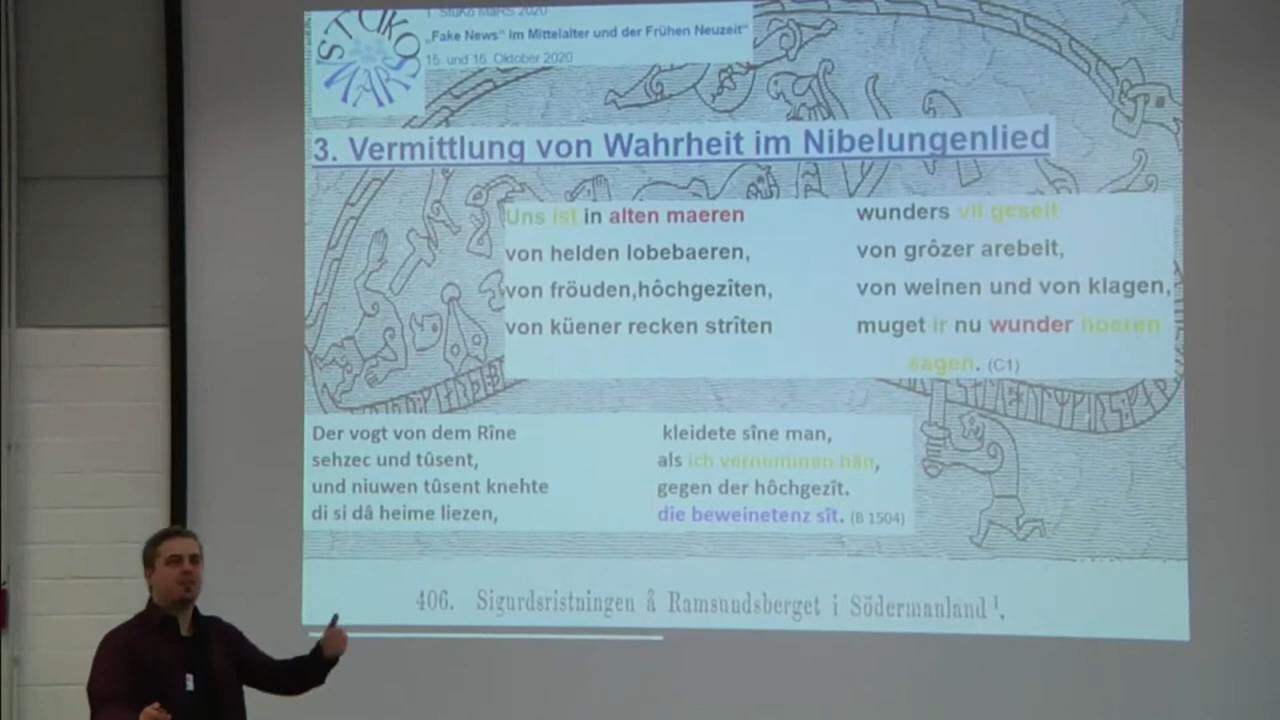 STUKO
MARS
1 StuKo MaRS 2020
„Fake News“ im Mittelalter und der Frühen Neuzeit“
15. und 16. Oktober 2020
3. Vermittlung von Wahrheit im Nibelungenlied
Uns ist in alten maeren wunders vil geseit
von helden lobebaeren, von grôzer arebeit,
von fröuden,hôchgezîten, von weinen und von klagen,
von küener recken strîten muget ir nu wunder hoeren
sagen. (C1)
Der vogt von dem Rîne kleidete sîne man,
sehzec und tûsent, als ich vernommen hân,
und niuwen tûsent knehte gegen der hôchgezît.
di si dâ heime liezen, die beweinetenz sît. (B 1504)
406. Sigurdsristningen å Ramsundsberget i Södermanland ¹.